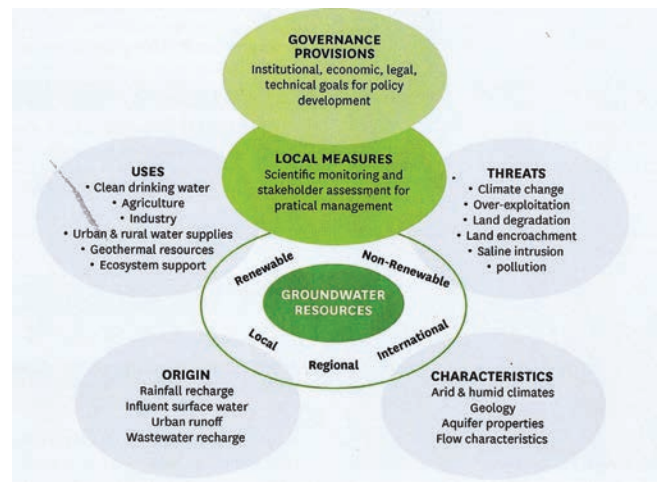 GOVERNANCE
PROVISIONS
Institutional, economic, legal,
technical goals for policy
development
LOCAL MEASURES
Scientific monitoring and
stakeholder assessment for
pratical management
USES
• Clean drinking water
• Agriculture
• Industry
• Urban & rural water supplies
• Geothermal resources
• Ecosystem support
THREATS
• Climate change
• Over-exploitation
• Land degradation
• Land encroachment
• Saline intrusion
• pollution
Renewable
Non-Renewable
GROUNDWATER
RESOURCES
Local
Regional
International
ORIGIN
Rainfall recharge
Influent surface water
Urban runoff
Wastewater recharge
CHARACTERISTICS
Arid & humid climates
Geology
Aquifer properties
Flow characteristics